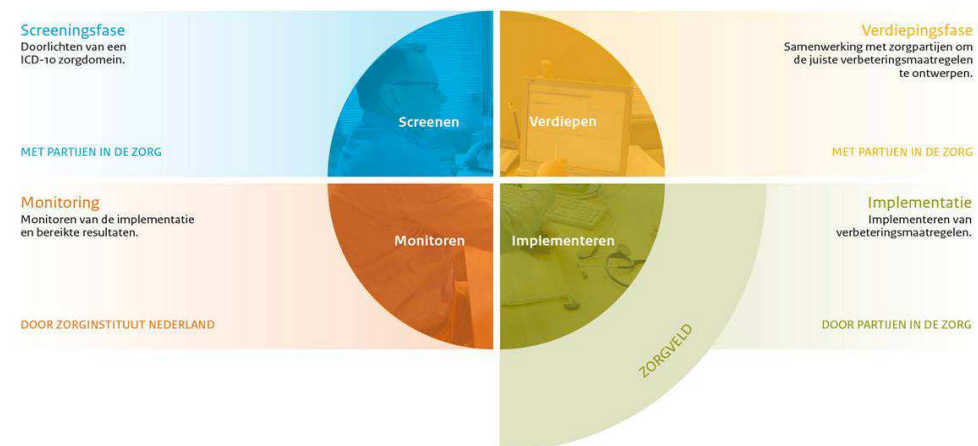 Screeningsfase
Doorlichten van een
ICD-10 zorgdomein.
MET PARTIJEN IN DE ZORG
Screenen
Verdiepen
Verdiepingsfase
Samenwerking met zorgpartijen om
de juiste verbeteringsmaatregelen
te ontwerpen.
MET PARTIJEN IN DE ZORG
Monitoring
Monitoren van de implementatie
en bereikte resultaten.
DOOR ZORGINSTITUUT NEDERLAND
Monitoren
Implementeren
Implementatie
Implementeren van
verbeteringsmaatregelen.
DOOR PARTIJEN IN DE ZORG
ZORGVELD